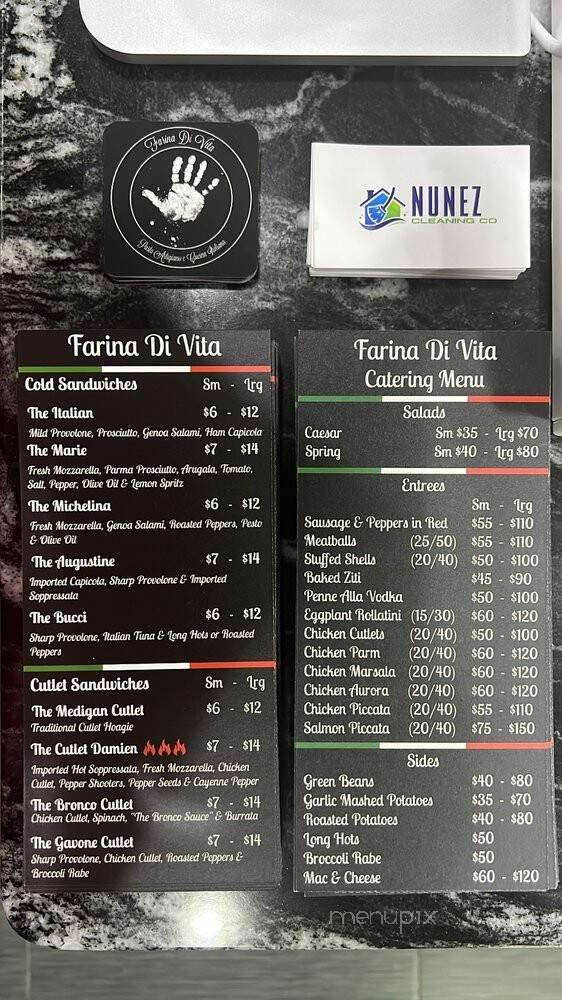 Farina Di Vita
Pasta Artigiana e Cucina Italiana
NUNEZ
CLEANING CO
Farina Di Vita
Cold Sandwiches Sm - Lrg
The Italian $6 - $12
Mild Provolone, Prosciutto, Genoa Salami, Ham Capicola
The Marie $7 - $14
Fresh Mozzarella, Parma Prosciutto, Arugala, Tomato,
Salt, Pepper, Olive Oil & Lemon Spritz
The Michelina $6 - $12
Fresh Mozzarella, Genoa Salami, Roasted Peppers, Pesto
& Olive Oil
The Augustine $7 - $14
Imported Capicola, Sharp Provolone & Imported
Soppressata
The Bucci $6 - $12
Sharp Provolone, Italian Tuna & Long Hots or Roasted
Peppers
Cutlet Sandwiches Sm - Lrg
The Medigan Cutlet $6 - $12
Traditional Cutlet Hoagie
The Cutlet Damien $7 - $14
Imported Hot Soppressata, Fresh Mozzarella, Chicken
Cutlet, Pepper Shooters, Pepper Seeds & Cayenne Pepper
The Bronco Cutlet $7 - $14
Chicken Cutlet, Spinach, "The Bronco Sauce" & Burrata
The Gavone Cutlet $7 - $14
Sharp Provolone, Chicken Cutlet, Roasted Peppers &
Broccoli Rabe
Farina Di Vita
Catering Menu
Salads
Caesar Sm $35 - Lrg $70
Spring Sm $40 - Lrg $80
Entrees
Sm - Lrg
Sausage & Peppers in Red $55 - $110
Meatballs (25/50) $55 - $110
Stuffed Shells (20/40) $50 - $100
Baked Ziti $45 - $90
Penne Alla Vodka $50 - $100
Eggplant Rollatini (15/30) $60 - $120
Chicken Cutlets (20/40) $50 - $100
Chicken Parm (20/40) $60 - $120
Chicken Marsala (20/40) $60 - $120
Chicken Aurora (20/40) $60 - $120
Chicken Piccata (20/40) $55 - $110
Salmon Piccata (20/40) $75 - $150
Sides
Green Beans $40 - $80
Garlic Mashed Potatoes $35 - $70
Roasted Potatoes $40 - $80
Long Hots $50
Broccoli Rabe $50
Mac & Cheese $60 - $120
menupix